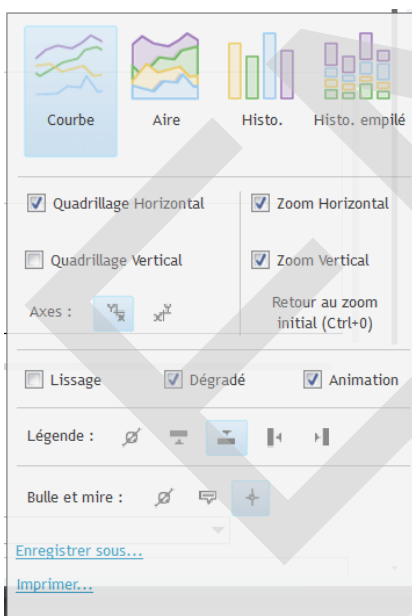 Courbe Aire Histo. Histo. empilé
Quadrillage Horizontal Zoom Horizontal
Quadrillage Vertical Zoom Vertical
Axes : Retour au zoom
initial (Ctrl+0)
Lissage Dégradé Animation
Légende :
Bulle et mire :
Enregistrer sous...
Imprimer...